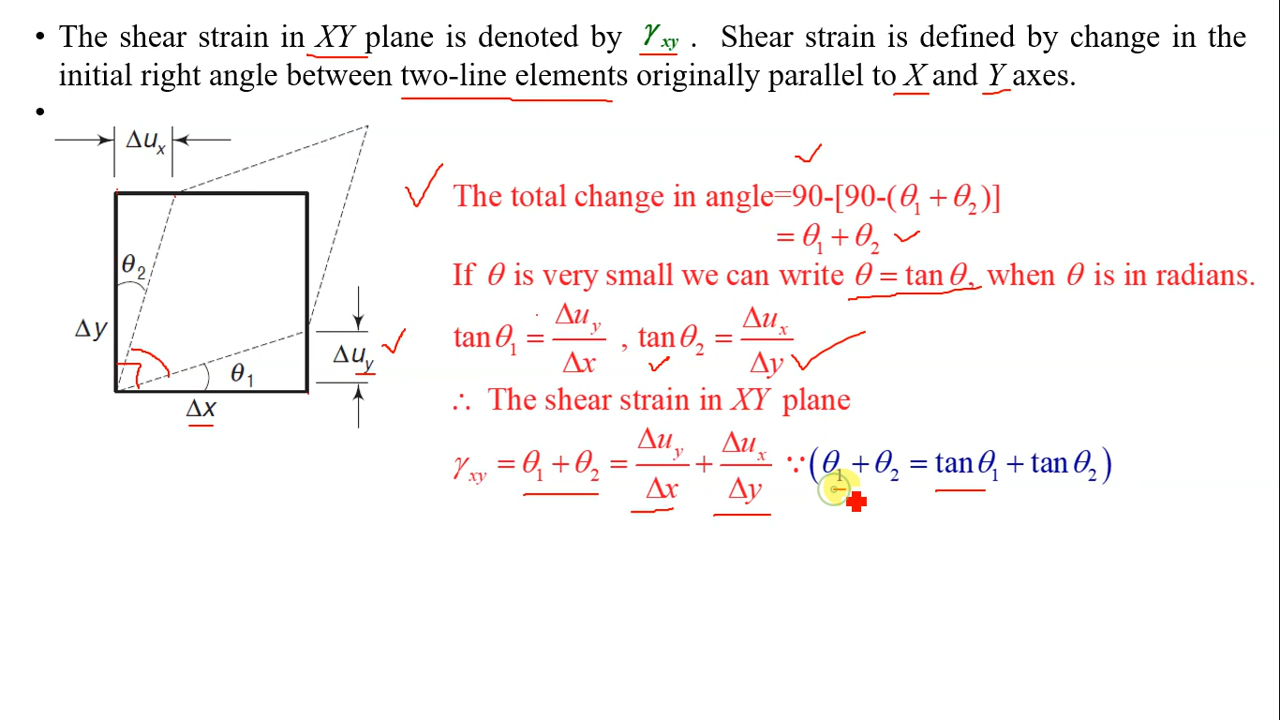 • The shear strain in XY plane is denoted by γxy . Shear strain is defined by change in the
initial right angle between two-line elements originally parallel to X and Y axes.
•
Δux
θ2
Δy
Δuy
θ1
Δx
The total change in angle=90-[90-(θ1 + θ2)]
= θ1 + θ2
If θ is very small we can write θ = tan θ, when θ is in radians.
tan θ1 = Δuy/Δx , tan θ2 = Δux/Δy
∴ The shear strain in XY plane
γxy = θ1 + θ2 = Δuy/Δx + Δux/Δy ∵ (θ1 + θ2 = tan θ1 + tan θ2)